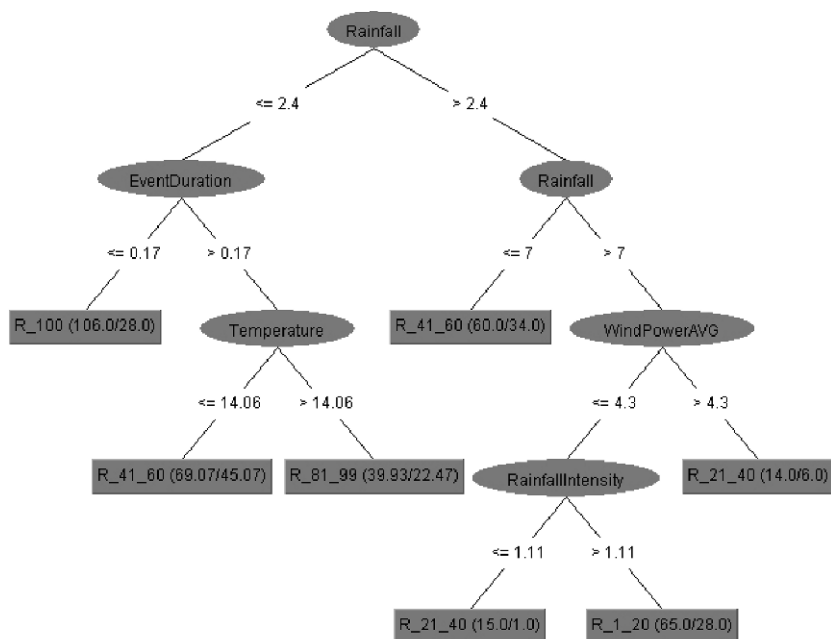 Rainfall
<= 2.4
> 2.4
EventDuration
Rainfall
<= 0.17
> 0.17
<= 7
> 7
R_100 (106.0/28.0)
Temperature
R_41_60 (60.0/34.0)
WindPowerAVG
<= 14.06
> 14.06
<= 4.3
> 4.3
R_41_60 (69.07/45.07)
R_81_99 (39.93/22.47)
RainfallIntensity
R_21_40 (14.0/6.0)
<= 1.11
> 1.11
R_21_40 (15.0/1.0)
R_1_20 (65.0/28.0)